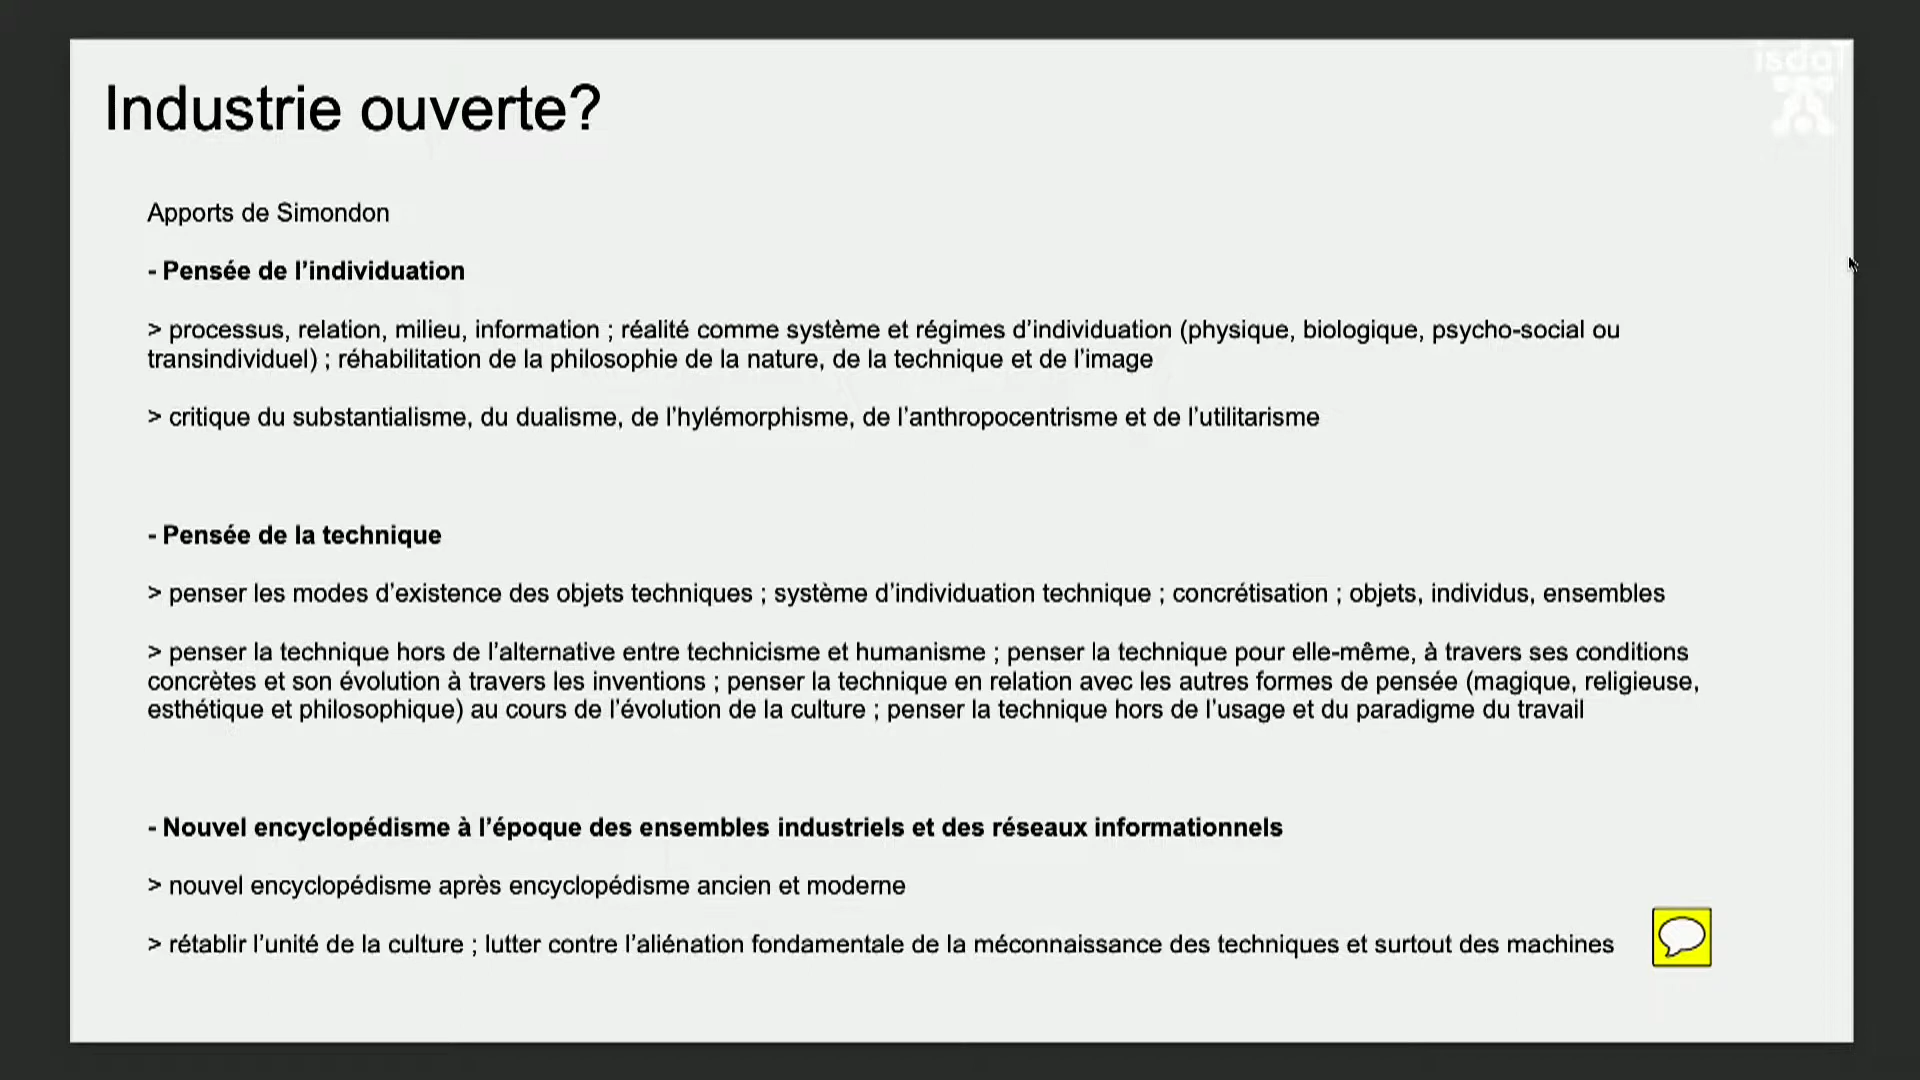 isdaT
Industrie ouverte?
Apports de Simondon
- Pensée de l’individuation
> processus, relation, milieu, information ; réalité comme système et régimes d’individuation (physique, biologique, psycho-social ou
transindividuel) ; réhabilitation de la philosophie de la nature, de la technique et de l’image
> critique du substantialisme, du dualisme, de l’hylémorphisme, de l’anthropocentrisme et de l’utilitarisme
- Pensée de la technique
> penser les modes d’existence des objets techniques ; système d’individuation technique ; concrétisation ; objets, individus, ensembles
> penser la technique hors de l’alternative entre technicisme et humanisme ; penser la technique pour elle-même, à travers ses conditions
concrètes et son évolution à travers les inventions ; penser la technique en relation avec les autres formes de pensée (magique, religieuse,
esthétique et philosophique) au cours de l’évolution de la culture ; penser la technique hors de l’usage et du paradigme du travail
- Nouvel encyclopédisme à l’époque des ensembles industriels et des réseaux informationnels
> nouvel encyclopédisme après encyclopédisme ancien et moderne
> rétablir l’unité de la culture ; lutter contre l’aliénation fondamentale de la méconnaissance des techniques et surtout des machines